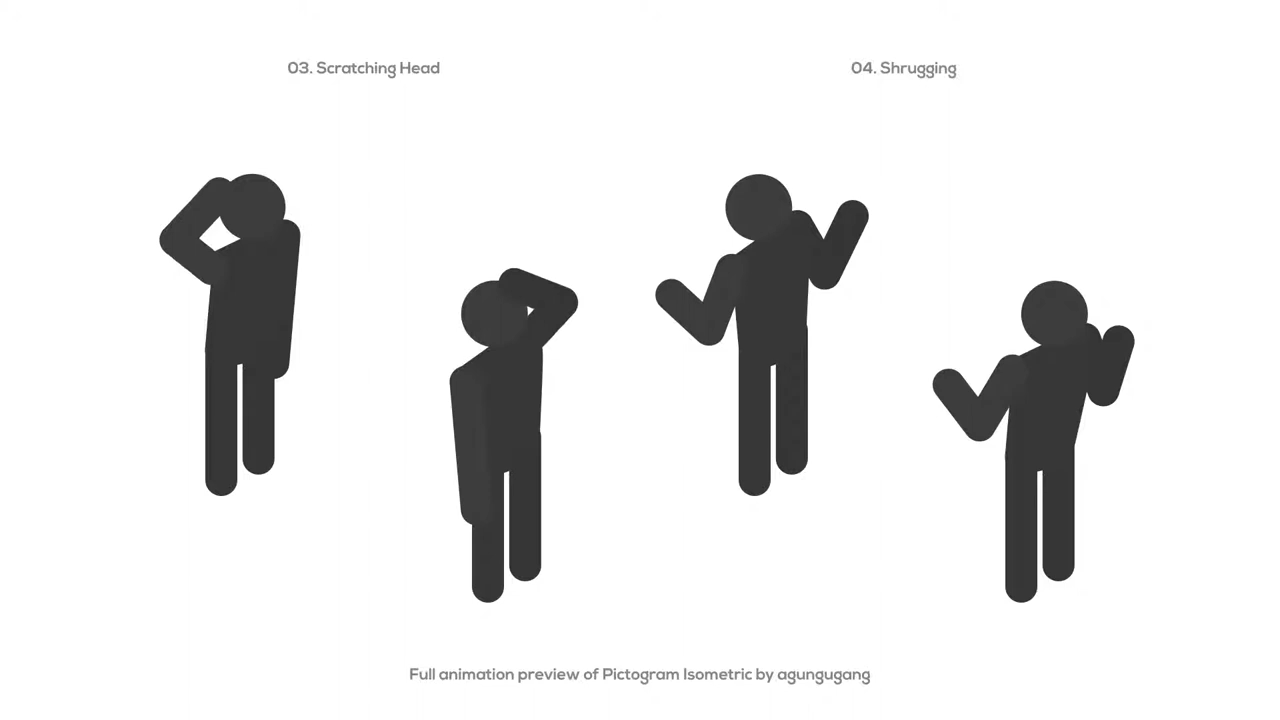 03. Scratching Head
04. Shrugging
Full animation preview of Pictogram Isometric by agungugang